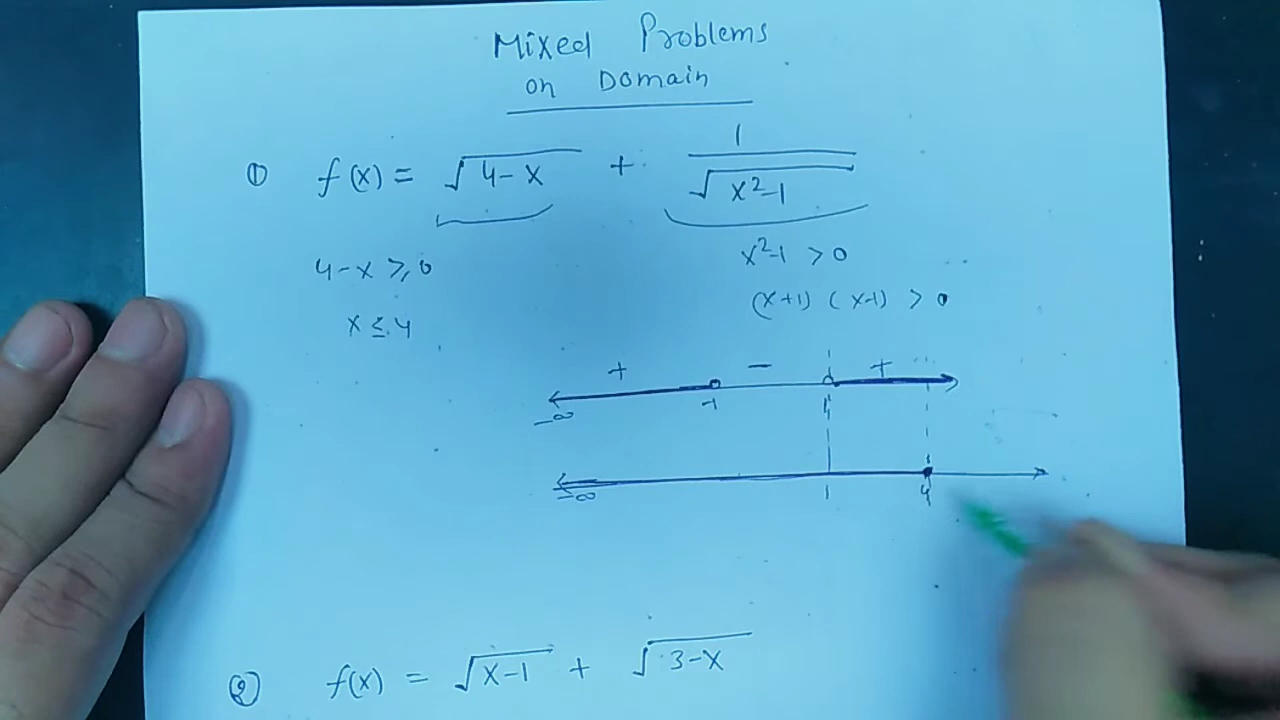 Mixed Problems
on Domain
① f(x) = √4-x + 1/√x²-1
4-x ≥ 0
x²-1 > 0
(x+1) (x-1) > 0
x ≤ 4
+ - +
-∞ -1 1
-∞ 1 4
② f(x) = √x-1 + √3-x